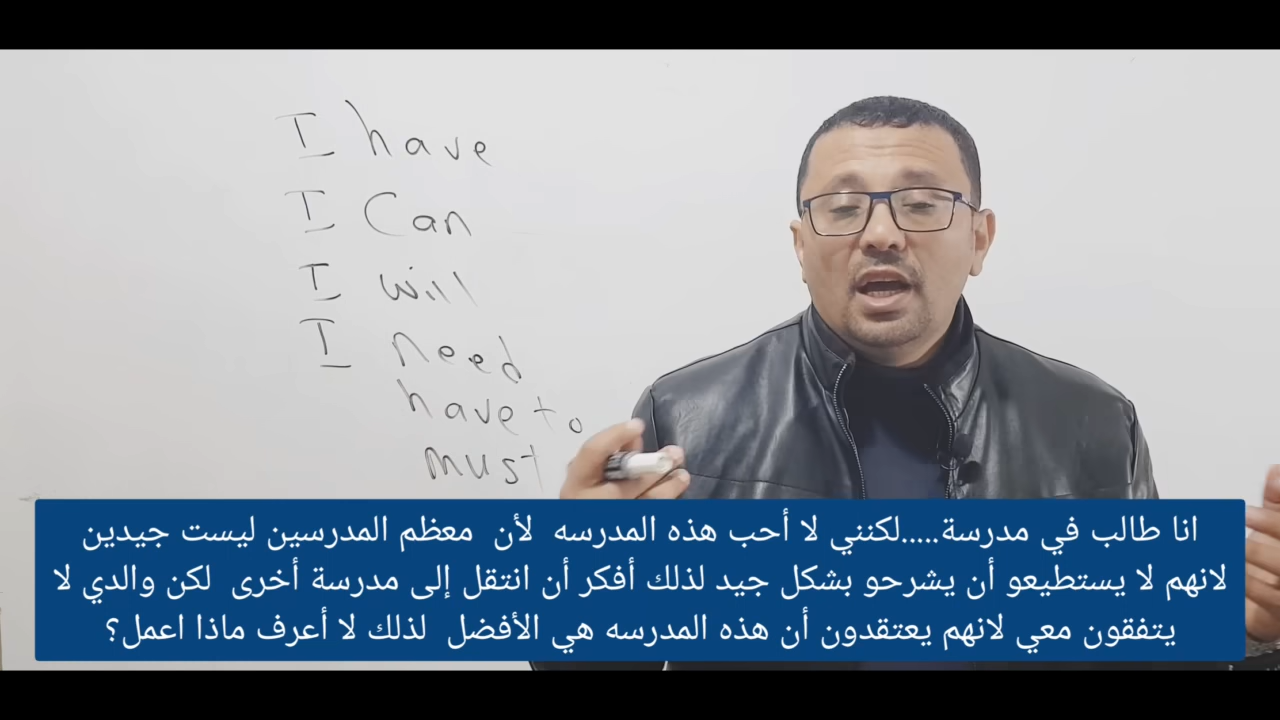 I have
I Can
I will
I need
have to
must
انا طالب في مدرسة.....لكنني لا أحب هذه المدرسه لأن معظم المدرسين ليست جيدين
لانهم لا يستطيعو أن يشرحو بشكل جيد لذلك أفكر أن انتقل إلى مدرسة أخرى لكن والدي لا
يتفقون معي لانهم يعتقدون أن هذه المدرسه هي الأفضل لذلك لا أعرف ماذا اعمل؟